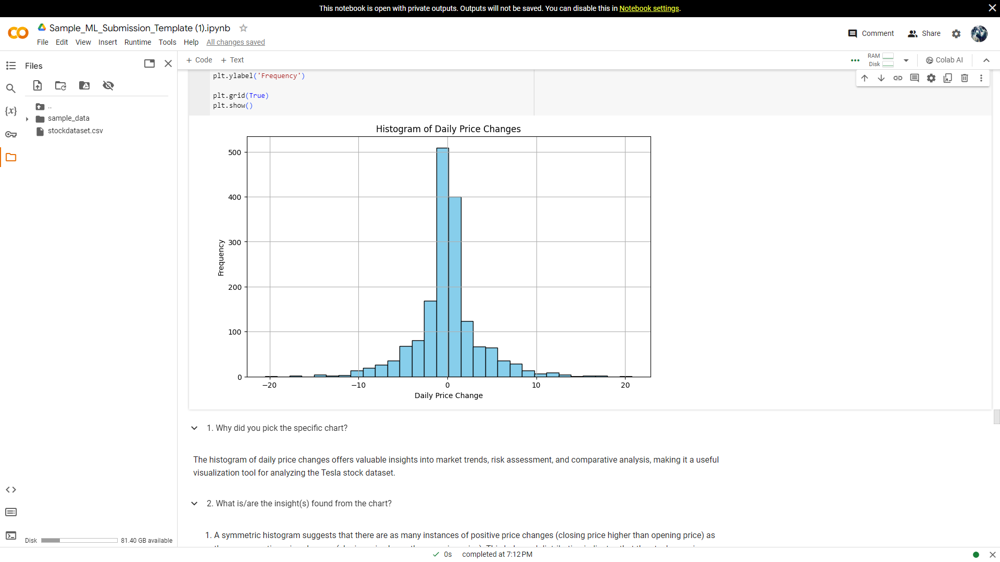 This notebook is open with private outputs. Outputs will not be saved. You can disable this in Notebook settings.
Sample_ML_Submission_Template (1).ipynb
File Edit View Insert Runtime Tools Help All changes saved
Comment Share
Files
+ Code + Text
RAM
Disk
Colab AI
..
sample_data
stockdataset.csv
{x}
plt.ylabel('Frequency')
plt.grid(True)
plt.show()
Histogram of Daily Price Changes
500
400
300
200
100
0
Frequency
−20 −10 0 10 20
Daily Price Change
1. Why did you pick the specific chart?
The histogram of daily price changes offers valuable insights into market trends, risk assessment, and comparative analysis, making it a useful
visualization tool for analyzing the Tesla stock dataset.
2. What is/are the insight(s) found from the chart?
1. A symmetric histogram suggests that there are as many instances of positive price changes (closing price higher than opening price) as
Disk 81.40 GB available
0s completed at 7:12 PM